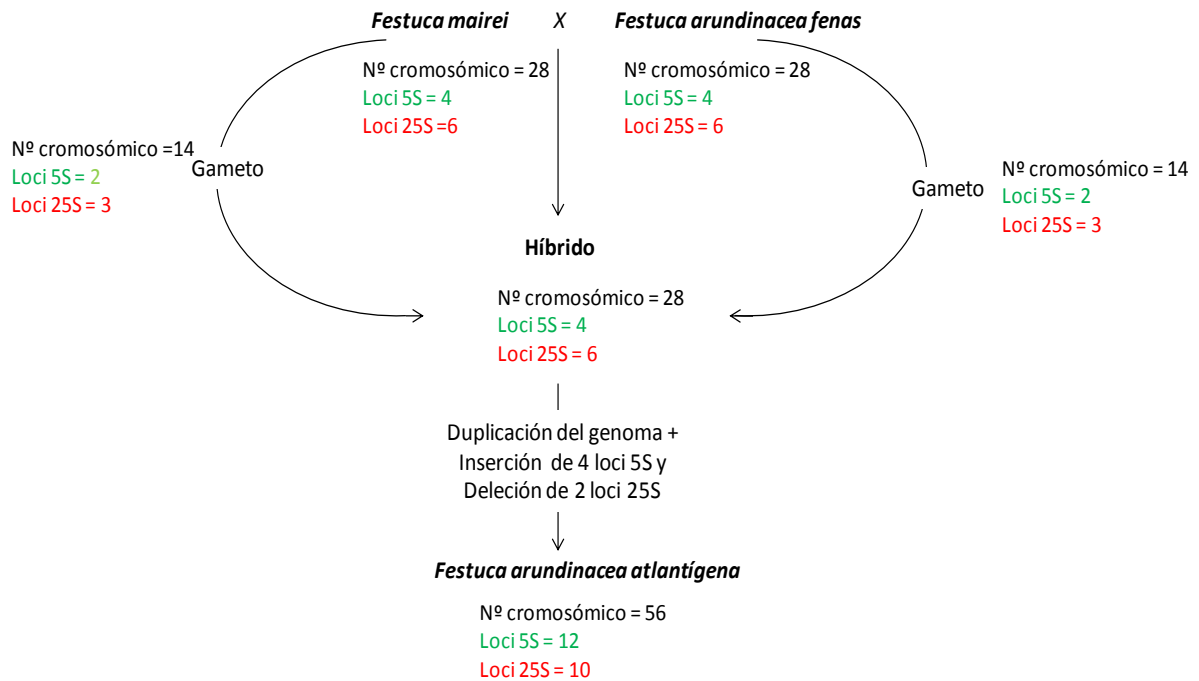 Festuca mairei X Festuca arundinacea fenas
Nº cromosómico = 28
Loci 5S = 4
Loci 25S =6
Nº cromosómico = 28
Loci 5S = 4
Loci 25S = 6
Nº cromosómico =14
Loci 5S = 2
Loci 25S = 3
Gameto
Gameto
Nº cromosómico = 14
Loci 5S = 2
Loci 25S = 3
Híbrido
Nº cromosómico = 28
Loci 5S = 4
Loci 25S = 6
Duplicación del genoma +
Inserción de 4 loci 5S y
Deleción de 2 loci 25S
Festuca arundinacea atlantígena
Nº cromosómico = 56
Loci 5S = 12
Loci 25S = 10